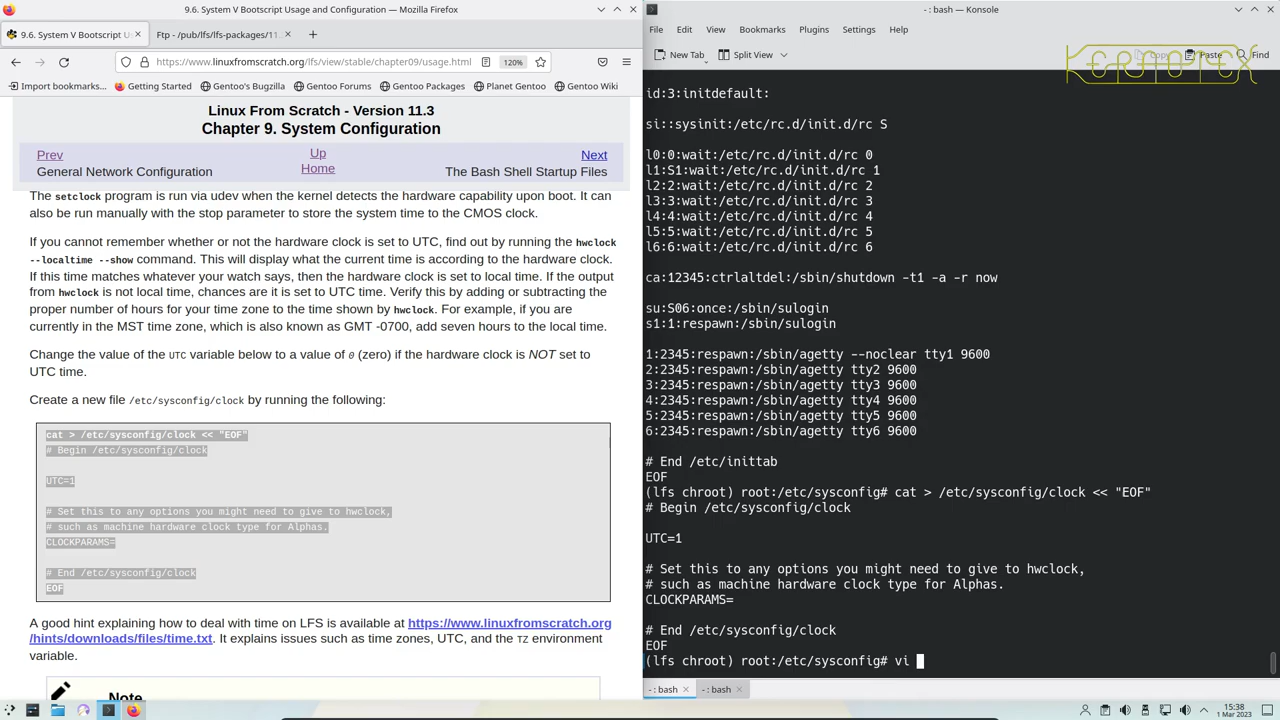 9.6. System V Bootscript Usage and Configuration — Mozilla Firefox
9.6. System V Bootscript Us
Ftp - /pub/lfs/lfs-packages/11.
https://www.linuxfromscratch.org/lfs/view/stable/chapter09/usage.html
120%
Import bookmarks...
Getting Started
Gentoo's Bugzilla
Gentoo Forums
Gentoo Packages
Planet Gentoo
Gentoo Wiki
Linux From Scratch - Version 11.3
Chapter 9. System Configuration
Prev
Up
Next
General Network Configuration
Home
The Bash Shell Startup Files
The setclock program is run via udev when the kernel detects the hardware capability upon boot. It can
also be run manually with the stop parameter to store the system time to the CMOS clock.
If you cannot remember whether or not the hardware clock is set to UTC, find out by running the hwclock
--localtime --show command. This will display what the current time is according to the hardware clock.
If this time matches whatever your watch says, then the hardware clock is set to local time. If the output
from hwclock is not local time, chances are it is set to UTC time. Verify this by adding or subtracting the
proper number of hours for your time zone to the time shown by hwclock. For example, if you are
currently in the MST time zone, which is also known as GMT -0700, add seven hours to the local time.
Change the value of the UTC variable below to a value of 0 (zero) if the hardware clock is NOT set to
UTC time.
Create a new file /etc/sysconfig/clock by running the following:
cat > /etc/sysconfig/clock << "EOF"
# Begin /etc/sysconfig/clock
UTC=1
# Set this to any options you might need to give to hwclock,
# such as machine hardware clock type for Alphas.
CLOCKPARAMS=
# End /etc/sysconfig/clock
EOF
A good hint explaining how to deal with time on LFS is available at https://www.linuxfromscratch.org
/hints/downloads/files/time.txt. It explains issues such as time zones, UTC, and the TZ environment
variable.
Note
- : bash — Konsole
File Edit View Bookmarks Plugins Settings Help
New Tab
Split View
Copy
Paste
Find
KERNOTEX
id:3:initdefault:
si::sysinit:/etc/rc.d/init.d/rc S
l0:0:wait:/etc/rc.d/init.d/rc 0
l1:S1:wait:/etc/rc.d/init.d/rc 1
l2:2:wait:/etc/rc.d/init.d/rc 2
l3:3:wait:/etc/rc.d/init.d/rc 3
l4:4:wait:/etc/rc.d/init.d/rc 4
l5:5:wait:/etc/rc.d/init.d/rc 5
l6:6:wait:/etc/rc.d/init.d/rc 6
ca:12345:ctrlaltdel:/sbin/shutdown -t1 -a -r now
su:S06:once:/sbin/sulogin
s1:1:respawn:/sbin/sulogin
1:2345:respawn:/sbin/agetty --noclear tty1 9600
2:2345:respawn:/sbin/agetty tty2 9600
3:2345:respawn:/sbin/agetty tty3 9600
4:2345:respawn:/sbin/agetty tty4 9600
5:2345:respawn:/sbin/agetty tty5 9600
6:2345:respawn:/sbin/agetty tty6 9600
# End /etc/inittab
EOF
(lfs chroot) root:/etc/sysconfig# cat > /etc/sysconfig/clock << "EOF"
# Begin /etc/sysconfig/clock
UTC=1
# Set this to any options you might need to give to hwclock,
# such as machine hardware clock type for Alphas.
CLOCKPARAMS=
# End /etc/sysconfig/clock
EOF
(lfs chroot) root:/etc/sysconfig# vi
- : bash
- : bash
15:38
1 Mar 2023